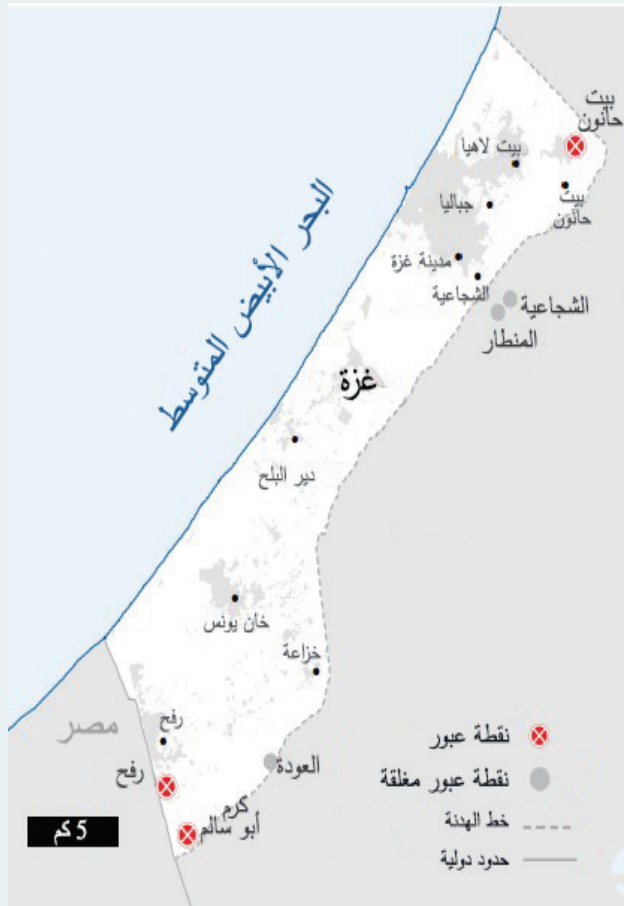 بيت
حانون
بيت لاهيا
جباليا
بيت
حانون
مدينة غزة
الشجاعية
الشجاعية
المنطار
البحر الأبيض المتوسط
غزة
دير البلح
خان يونس
خزاعة
مصر
رفح
رفح
العودة
كرم
أبو سالم
5 كم
نقطة عبور
نقطة عبور مغلقة
خط الهدنة
حدود دولية